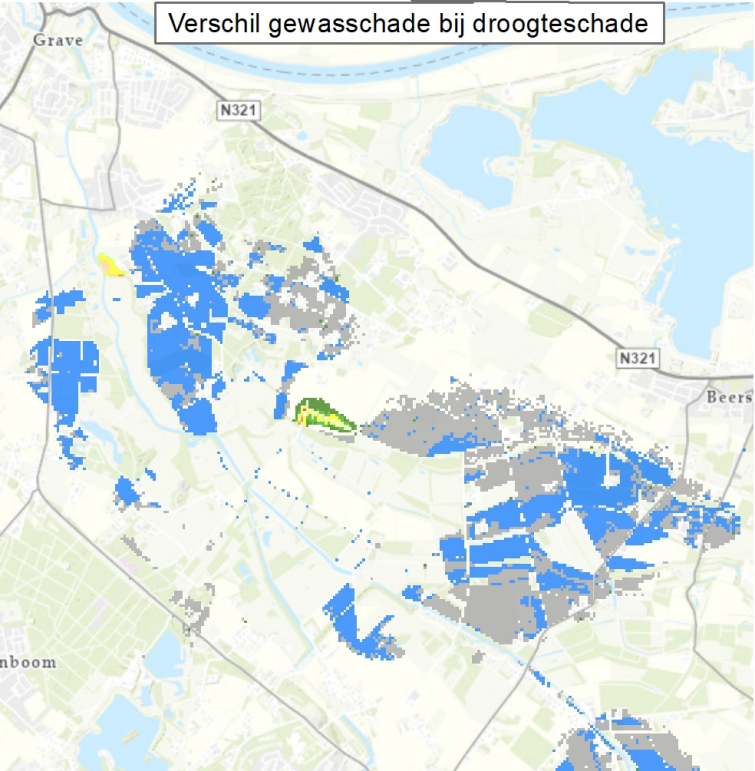 Verschil gewasschade bij droogteschade
Grave
N321
N321
Beers
nboom